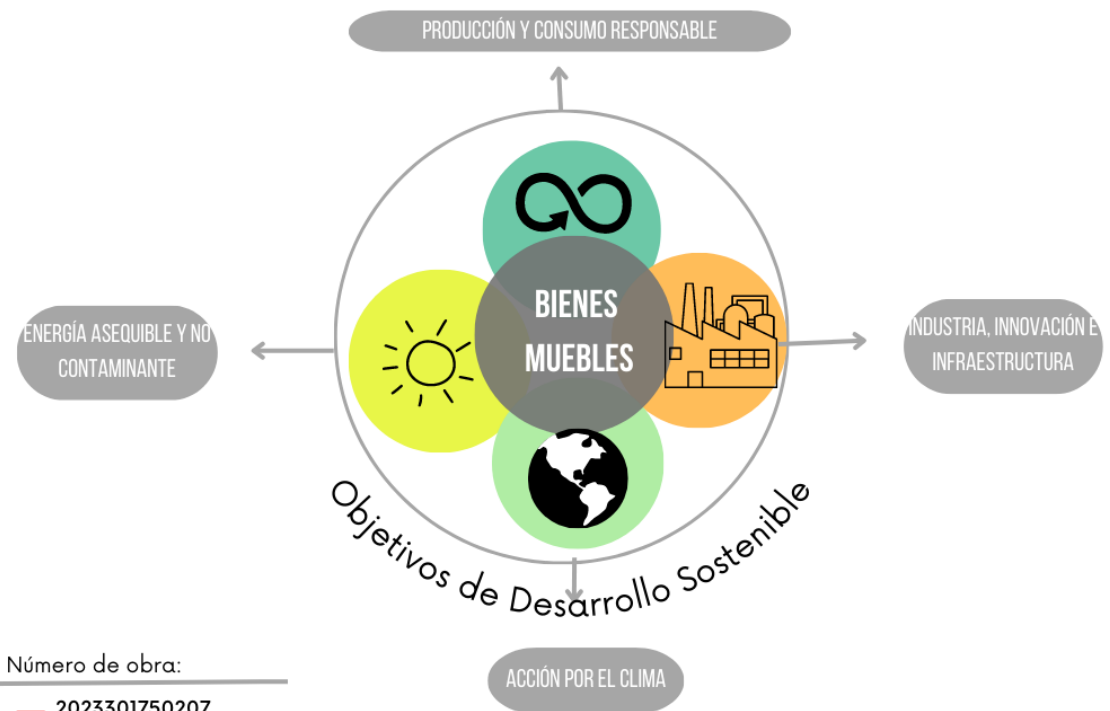 PRODUCCIÓN Y CONSUMO RESPONSABLE
BIENES
MUEBLES
ENERGÍA ASEQUIBLE Y NO
CONTAMINANTE
INDUSTRIA, INNOVACIÓN E
INFRAESTRUCTURA
Objetivos de Desarrollo Sostenible
ACCIÓN POR EL CLIMA
Número de obra:
2023301750207